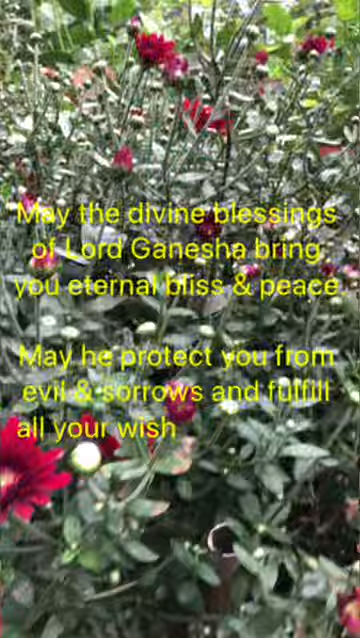 May the divine blessings
of Lord Ganesha bring
you eternal bliss & peace
May he protect you from
evil & sorrows and fulfill
all your wish